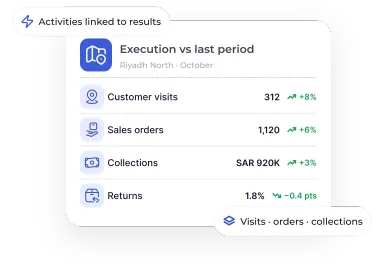 Activities linked to results
Execution vs last period
Riyadh North · October
Customer visits 312 +8%
Sales orders 1,120 +6%
Collections SAR 920K +3%
Returns 1.8% −0.4 pts
Visits · orders · collections